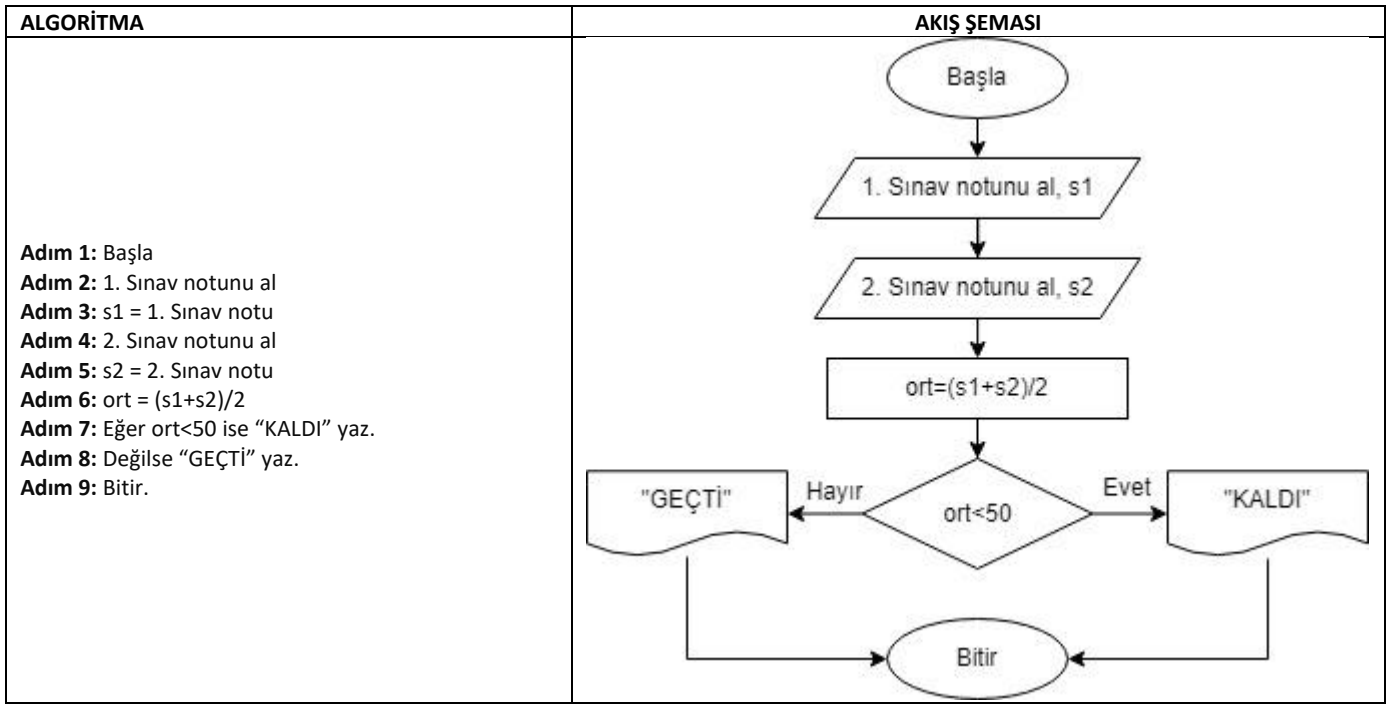 ALGORİTMA
AKIŞ ŞEMASI
Adım 1: Başla
Adım 2: 1. Sınav notunu al
Adım 3: s1 = 1. Sınav notu
Adım 4: 2. Sınav notunu al
Adım 5: s2 = 2. Sınav notu
Adım 6: ort = (s1+s2)/2
Adım 7: Eğer ort<50 ise “KALDI” yaz.
Adım 8: Değilse “GEÇTİ” yaz.
Adım 9: Bitir.
Başla
1. Sınav notunu al, s1
2. Sınav notunu al, s2
ort=(s1+s2)/2
"GEÇTİ"
Hayır
ort<50
Evet
"KALDI"
Bitir